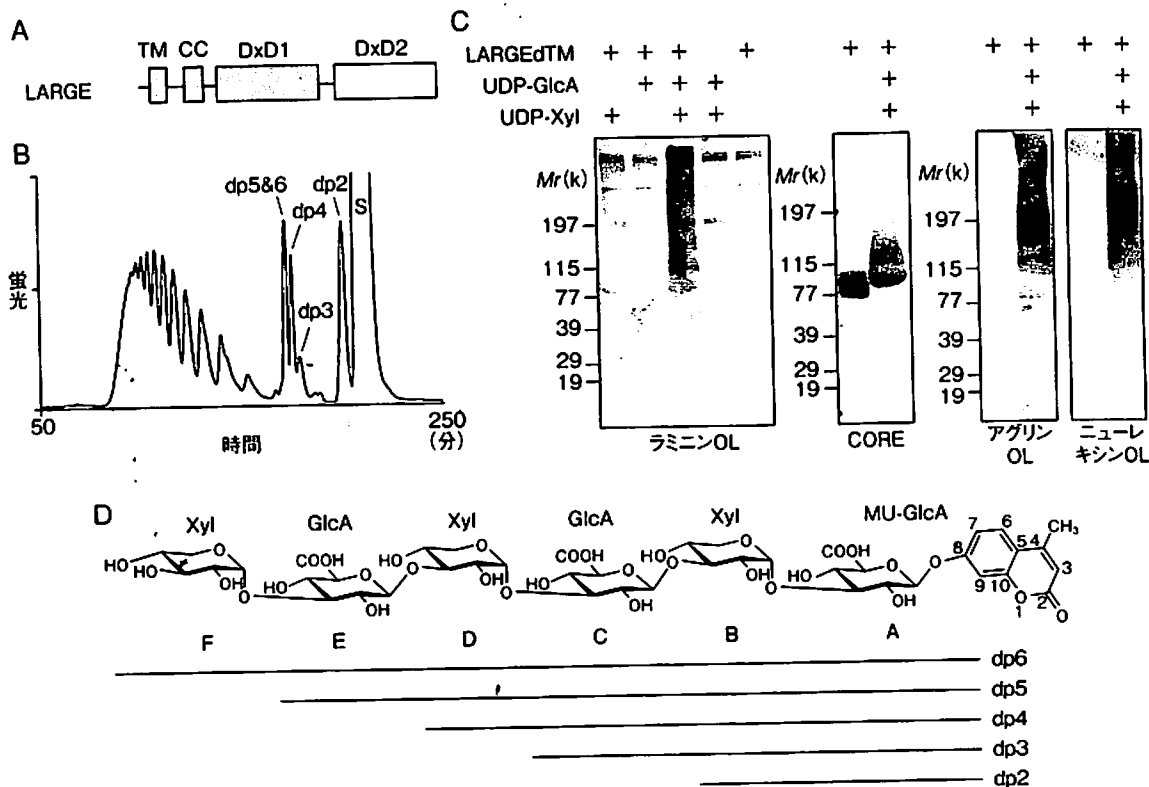 A
TM CC DxD1 DxD2
LARGE
B
dp5&6
dp4
dp2
S
dp3
蛍光
50
250
(分)
時間
C
LARGEdTM + + + + + + + + + +
UDP-GlcA + + + + + +
UDP-Xyl + + + + + +
Mr(k)
197
115
77
39
29
19
ラミニンOL
Mr(k)
197
115
77
39
29
19
CORE
Mr(k)
197
115
77
39
29
19
アグリン
OL
ニューレ
キシンOL
D
Xyl GlcA Xyl GlcA Xyl MU-GlcA
HO HO OH O COOH HO O OH O HO OH O COOH HO O OH O HO OH O COOH HO O OH O
1 2 3 4 5 6 7 8 9 10 CH3 O O
F E D C B A
dp6
dp5
dp4
dp3
dp2